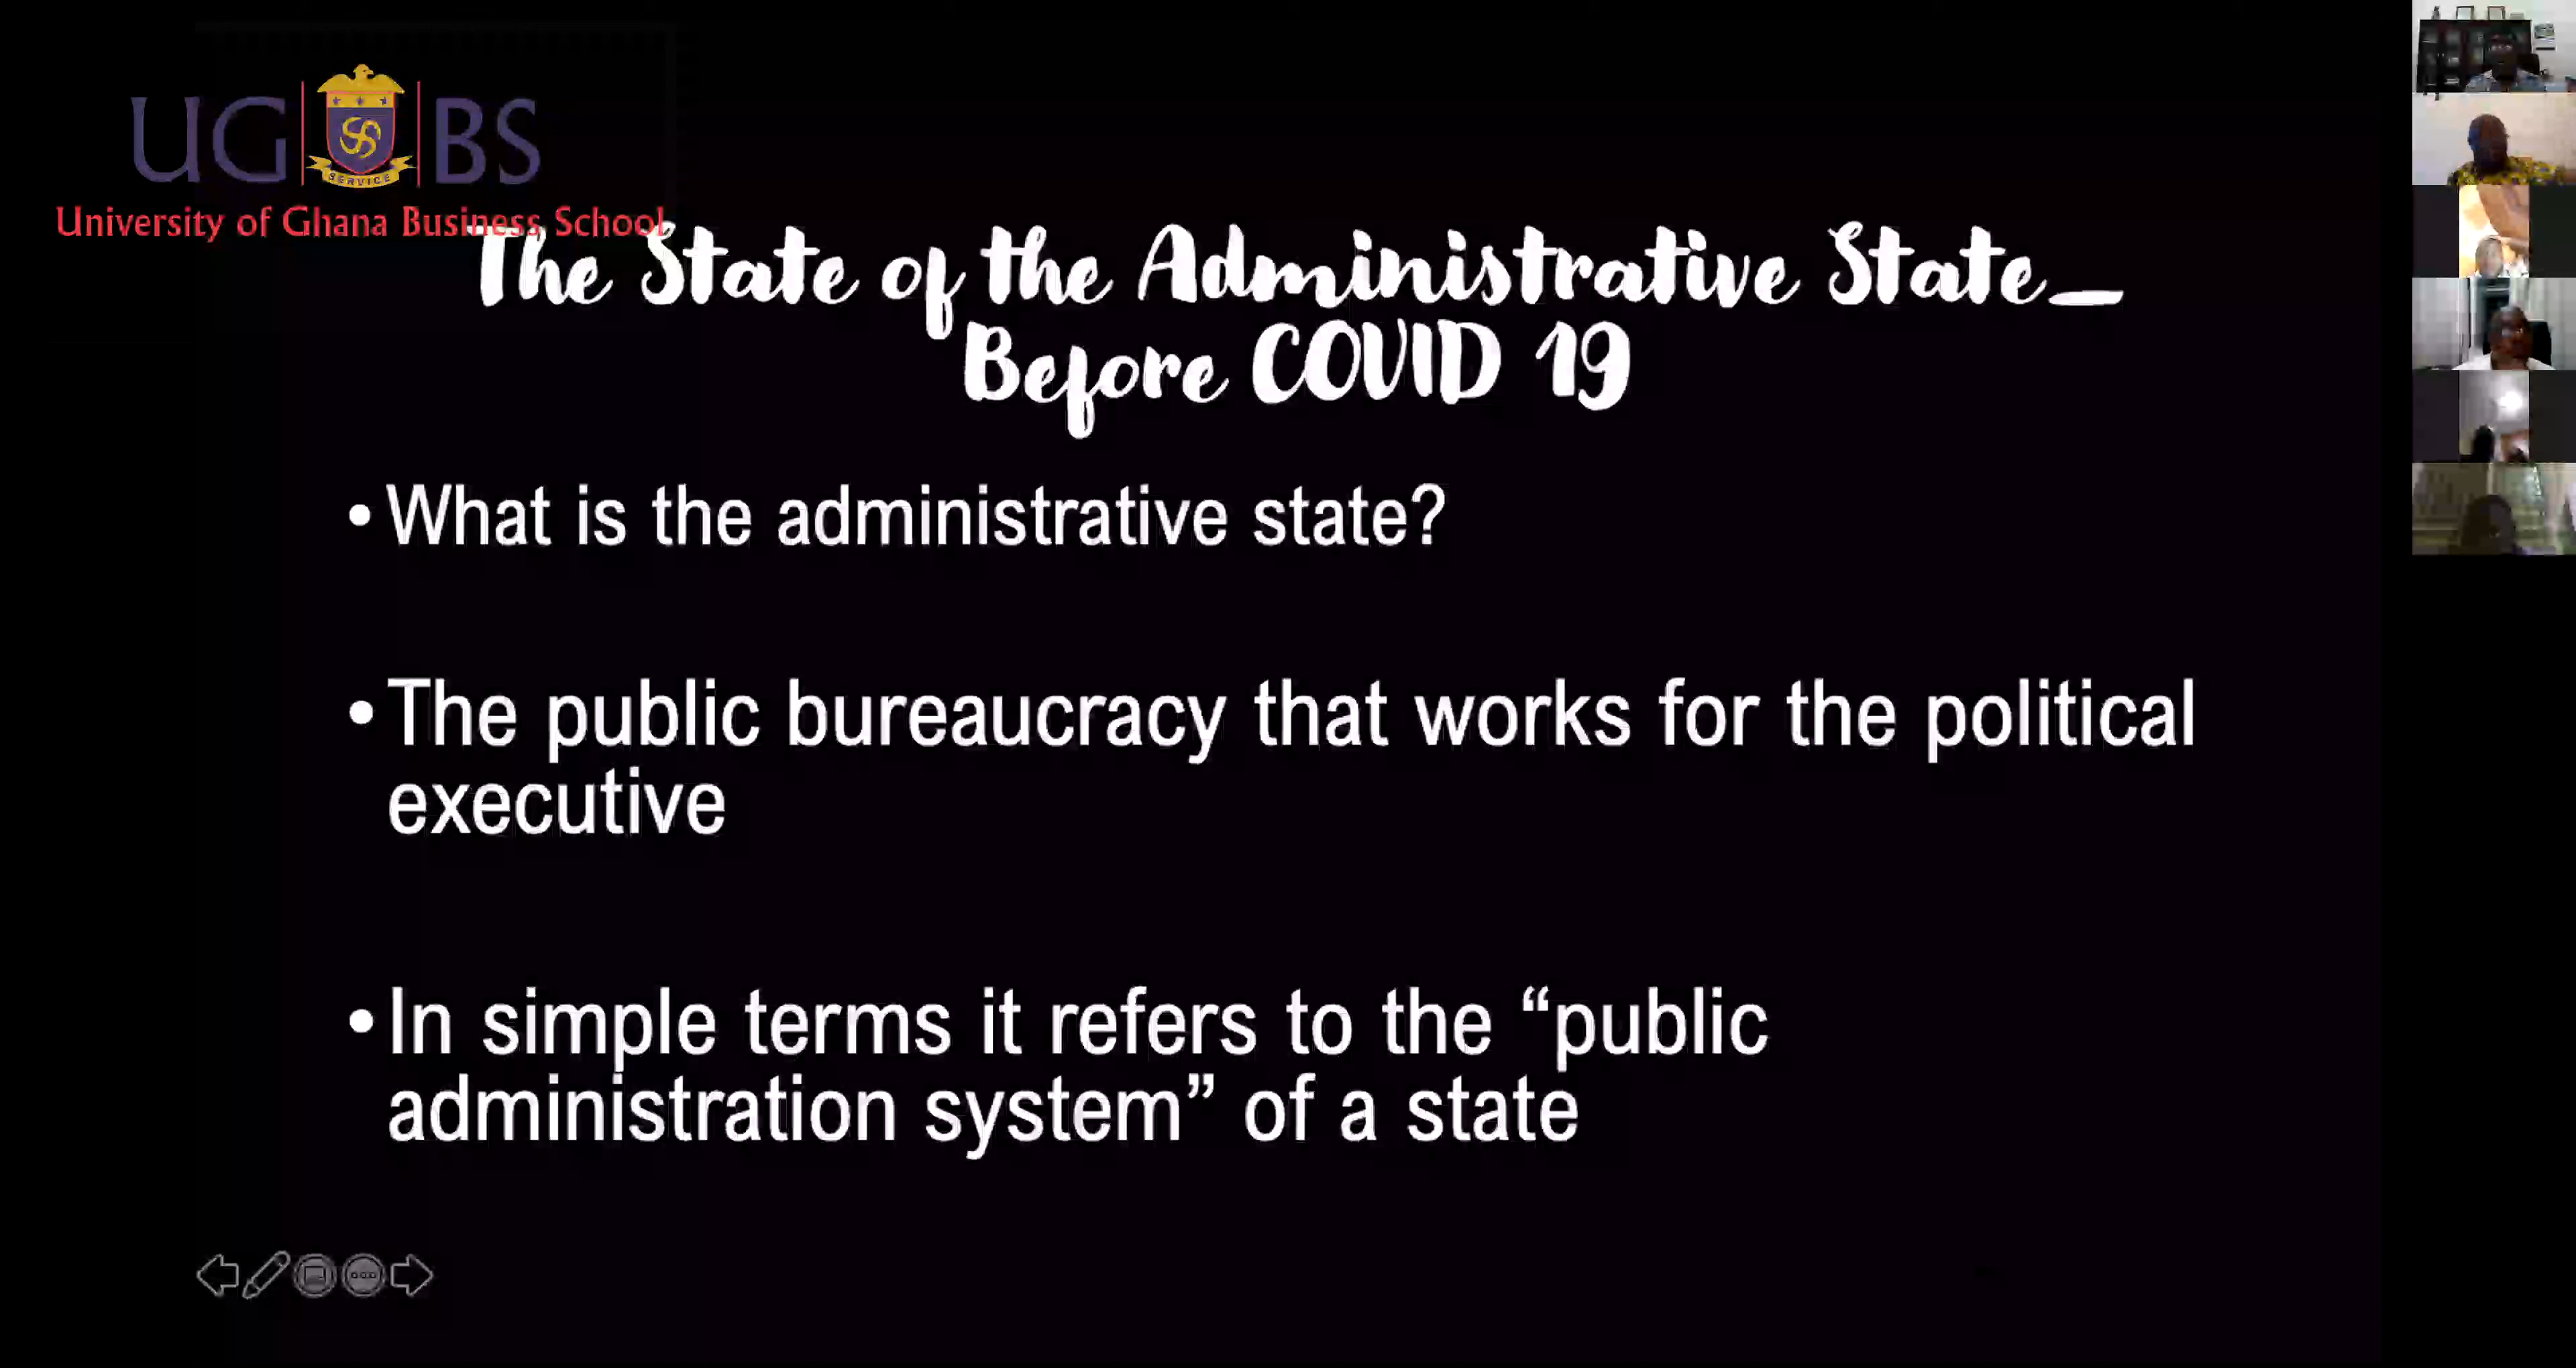 UG BS
SERVICE
University of Ghana Business School
The State of the Administrative State_
Before COVID 19
• What is the administrative state?
• The public bureaucracy that works for the political
executive
• In simple terms it refers to the “public
administration system” of a state